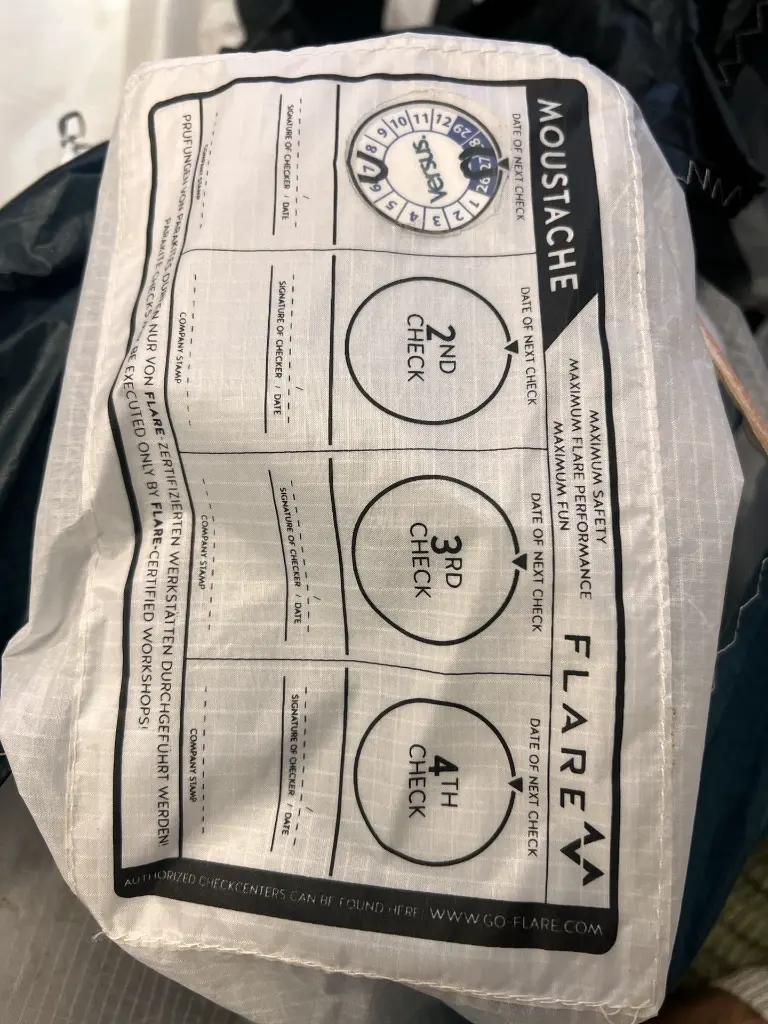 MOUSTACHE
MAXIMUM SAFETY
MAXIMUM FLARE PERFORMANCE
MAXIMUM FUN
FLARE
DATE OF NEXT CHECK
DATE OF NEXT CHECK
DATE OF NEXT CHECK
DATE OF NEXT CHECK
26 27 28 29
1 2 3 4 5 6 7 8 9 10 11 12
versus.
2ND
CHECK
3RD
CHECK
4TH
CHECK
SIGNATURE OF CHECKER / DATE
SIGNATURE OF CHECKER / DATE
SIGNATURE OF CHECKER / DATE
SIGNATURE OF CHECKER / DATE
COMPANY STAMP
COMPANY STAMP
COMPANY STAMP
COMPANY STAMP
PRÜFUNGEN VON PARAKITES DÜRFEN NUR VON FLARE-ZERTIFIZIERTEN WERKSTÄTTEN DURCHGEFÜHRT WERDEN!
PARAKITE CHECKS BE EXECUTED ONLY BY FLARE-CERTIFIED WORKSHOPS!
AUTHORIZED CHECKCENTERS CAN BE FOUND HERE: WWW.GO-FLARE.COM